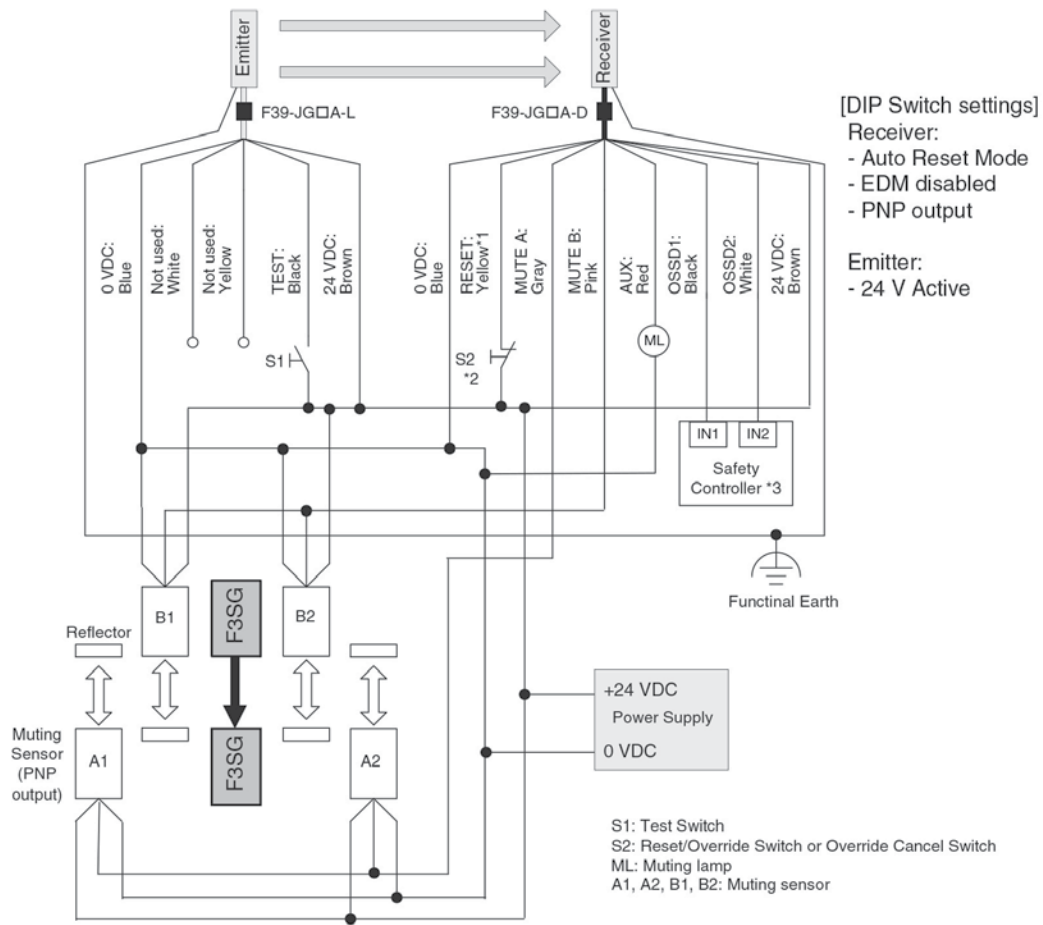 Emitter
Receiver
F39-JG□A-L
F39-JG□A-D
[DIP Switch settings]
Receiver:
- Auto Reset Mode
- EDM disabled
- PNP output
Emitter:
- 24 V Active
0 VDC:
Blue
Not used:
White
Not used:
Yellow
TEST:
Black
24 VDC:
Brown
0 VDC:
Blue
RESET:
Yellow*1
MUTE A:
Gray
MUTE B:
Pink
AUX:
Red
OSSD1:
Black
OSSD2:
White
24 VDC:
Brown
S1
S2
*2
ML
IN1
IN2
Safety
Controller *3
Functinal Earth
B1
F3SG
B2
Reflector
Muting
Sensor
(PNP
output)
A1
F3SG
A2
+24 VDC
Power Supply
0 VDC
S1: Test Switch
S2: Reset/Override Switch or Override Cancel Switch
ML: Muting lamp
A1, A2, B1, B2: Muting sensor